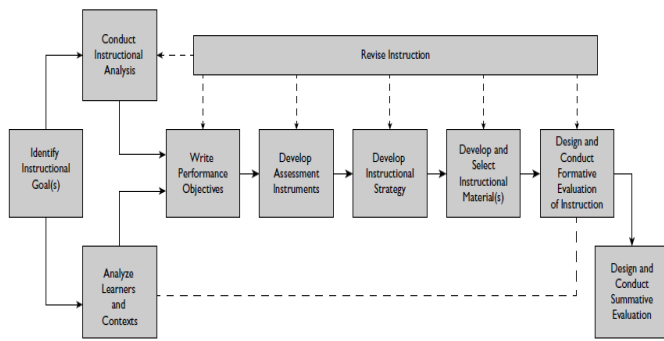 Conduct
Instructional
Analysis
Revise Instruction
Identify
Instructional
Goal(s)
Write
Performance
Objectives
Develop
Assessment
Instruments
Develop
Instructional
Strategy
Develop and
Select
Instructional
Material(s)
Design and
Conduct
Formative
Evaluation
of Instruction
Analyze
Learners
and
Contexts
Design and
Conduct
Summative
Evaluation